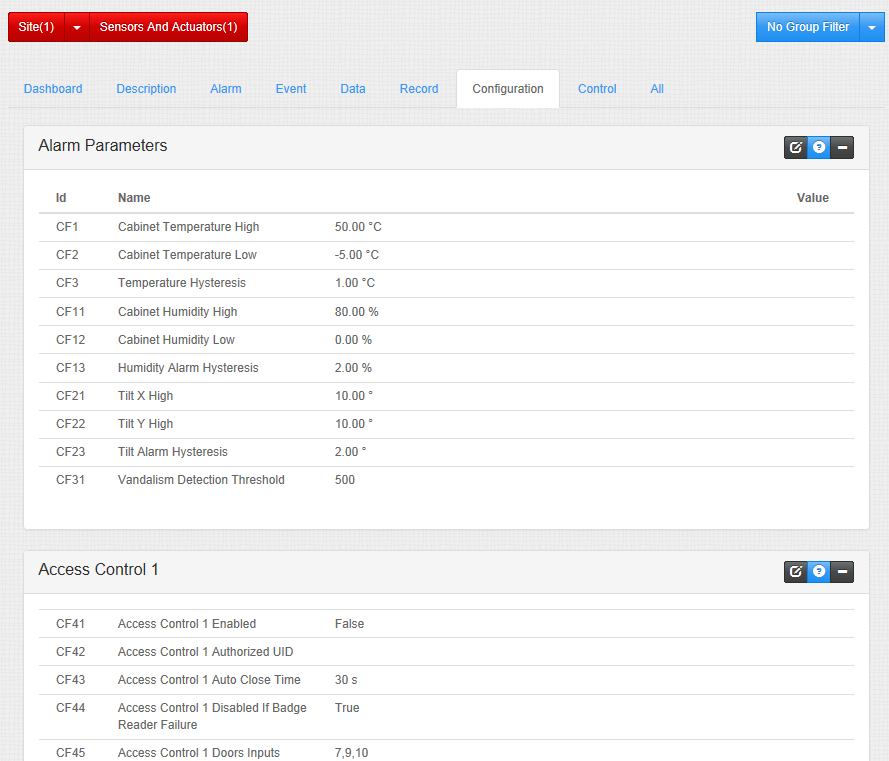 Site(1) Sensors And Actuators(1) No Group Filter
Dashboard Description Alarm Event Data Record Configuration Control All
Alarm Parameters
Id Name Value
CF1 Cabinet Temperature High 50.00 °C
CF2 Cabinet Temperature Low -5.00 °C
CF3 Temperature Hysteresis 1.00 °C
CF11 Cabinet Humidity High 80.00 %
CF12 Cabinet Humidity Low 0.00 %
CF13 Humidity Alarm Hysteresis 2.00 %
CF21 Tilt X High 10.00 °
CF22 Tilt Y High 10.00 °
CF23 Tilt Alarm Hysteresis 2.00 °
CF31 Vandalism Detection Threshold 500
Access Control 1
CF41 Access Control 1 Enabled False
CF42 Access Control 1 Authorized UID
CF43 Access Control 1 Auto Close Time 30 s
CF44 Access Control 1 Disabled If Badge True
Reader Failure
CF45 Access Control 1 Doors Inputs 7,9,10